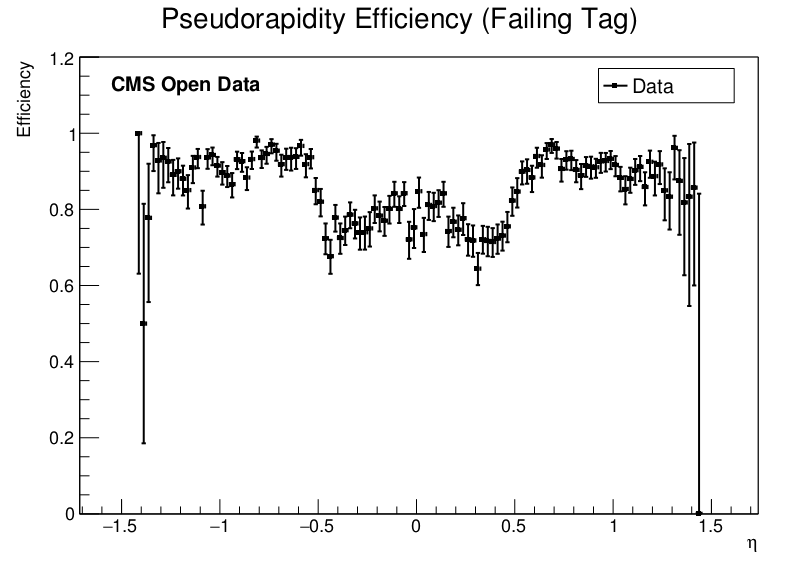 Pseudorapidity Efficiency (Failing Tag)
Efficiency
CMS Open Data
Data
1.2
1
0.8
0.6
0.4
0.2
0
−1.5 −1 −0.5 0 0.5 1 1.5
η